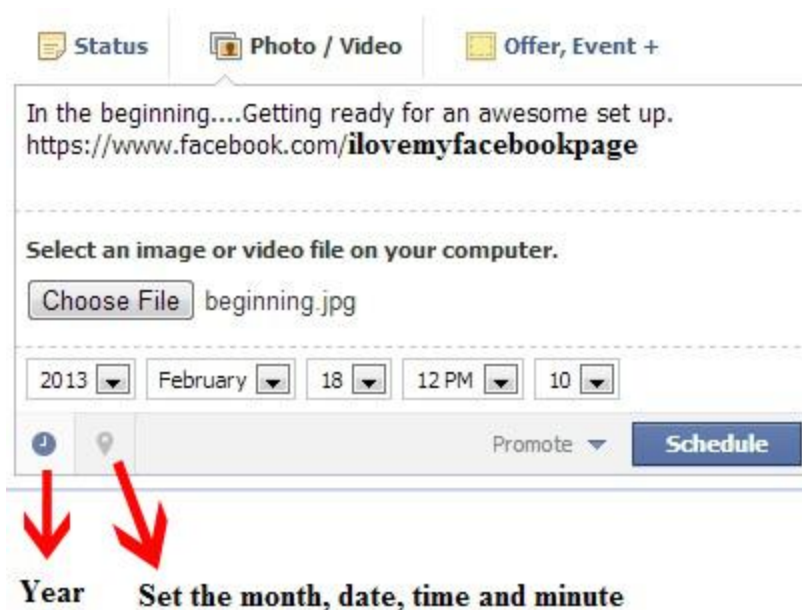 Status Photo / Video Offer, Event +
In the beginning....Getting ready for an awesome set up.
https://www.facebook.com/ilovemyfacebookpage
Select an image or video file on your computer.
Choose File beginning.jpg
2013 February 18 12 PM 10
Promote Schedule
Year Set the month, date, time and minute